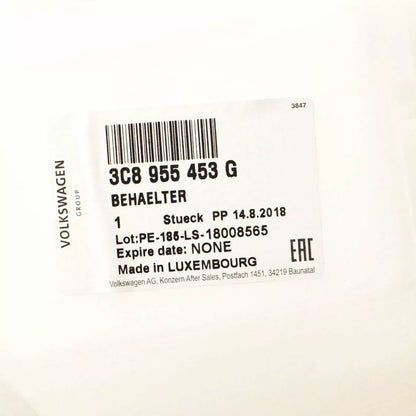 3847
VOLKSWAGEN
GROUP
3C8 955 453 G
BEHAELTER
1 Stueck PP 14.8.2018
Lot:PE-185-LS-18008565
Expire date: NONE
Made in LUXEMBOURG
EAC
Volkswagen AG, Konzern After Sales, Postfach 1451, 34219 Baunatal